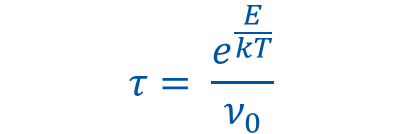 τ = e^{E/kT} / ν₀